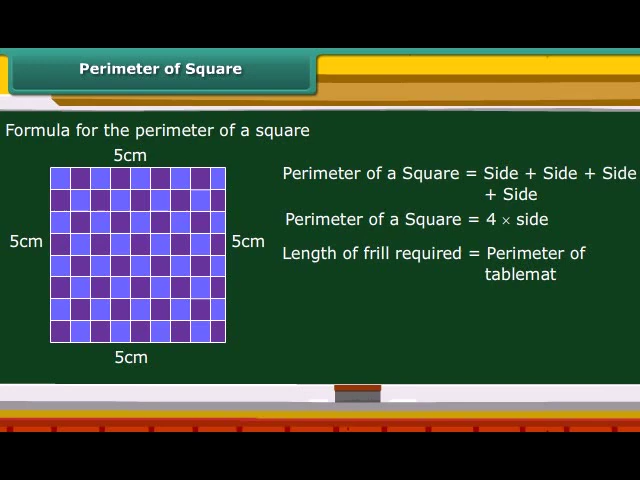 Perimeter of Square
Formula for the perimeter of a square
5cm
5cm
5cm
5cm
Perimeter of a Square = Side + Side + Side
+ Side
Perimeter of a Square = 4 × side
Length of frill required = Perimeter of
tablemat